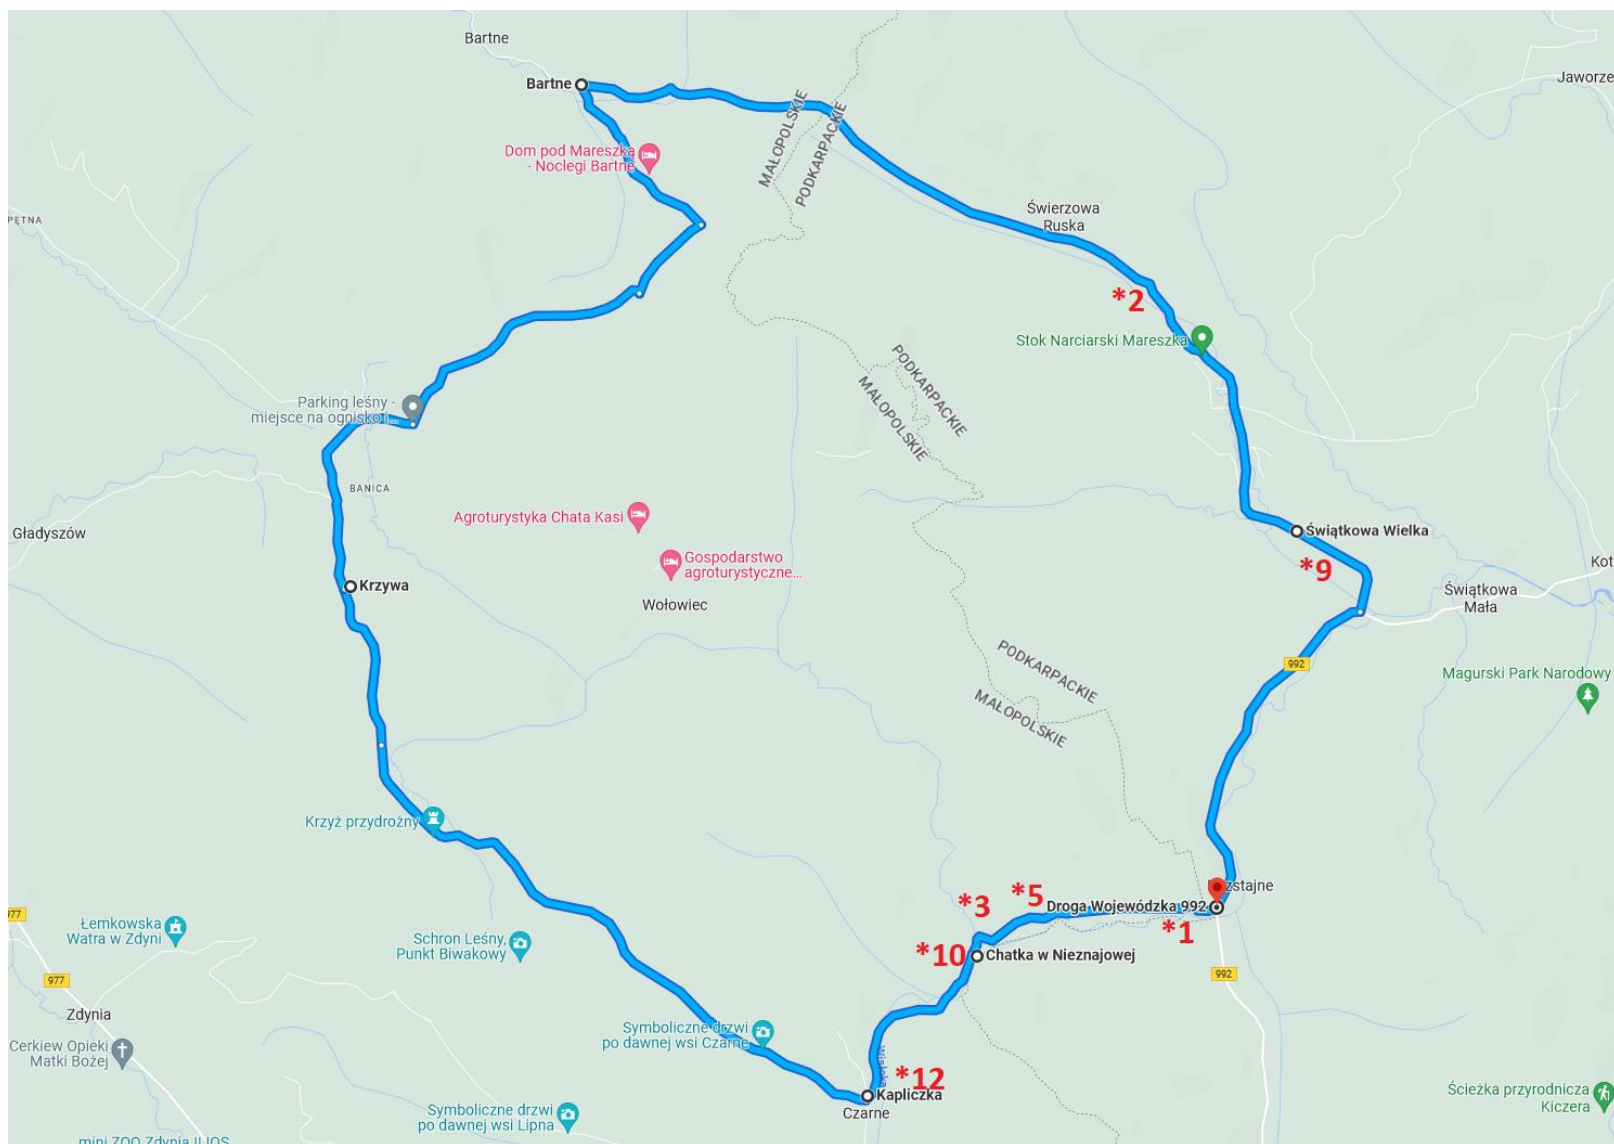 Bartne
Bartne
Jaworze
Dom pod Mareszka
- Noclegi Bartne
MAŁOPOLSKIE
PODKARPACKIE
PĘTNA
Świerzowa
Ruska
*2
Stok Narciarski Mareszka
PODKARPACKIE
MAŁOPOLSKIE
Parking leśny -
miejsce na ognisko i...
BANICA
Agroturystyka Chata Kasi
Gładyszów
Świątkowa Wielka
Gospodarstwo
agroturystyczne...
*9
Kot
Krzywa
Wołowiec
Świątkowa
Mała
PODKARPACKIE
992
Magurski Park Narodowy
MAŁOPOLSKIE
Krzyż przydrożny
zstajne
*5
*3
Droga Wojewódzka 992
977
Łemkowska
Watra w Zdyni
*1
Schron Leśny,
Punkt Biwakowy
*10
Chatka w Nieznajowej
977
992
Zdynia
Symboliczne drzwi
po dawnej wsi Czarne
Cerkiew Opieki
Matki Bożej
Wisłoka
*12
Kapliczka
Czarne
Ścieżka przyrodnicza
Kiczera
Symboliczne drzwi
po dawnej wsi Lipna
mini ZOO Zdynia